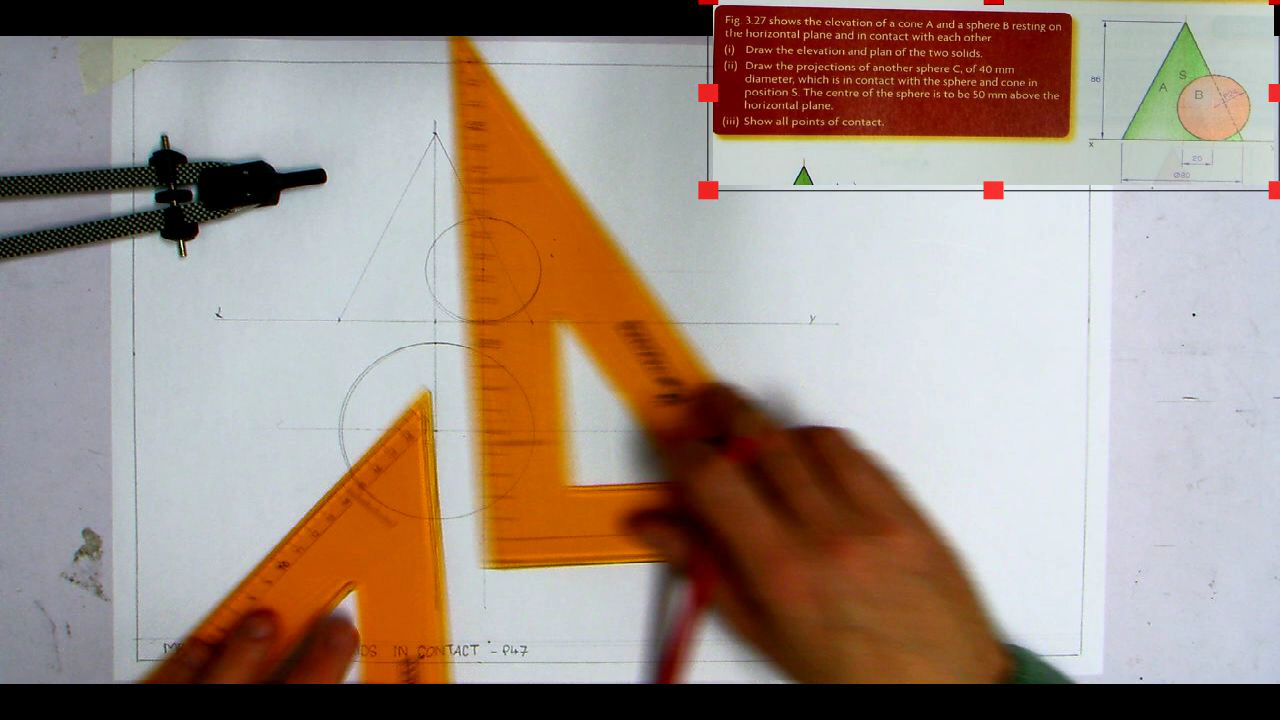 Fig 3.27 shows the elevation of a cone A and a sphere B resting on
the horizontal plane and in contact with each other
(i) Draw the elevation and plan of the two solids.
(ii) Draw the projections of another sphere C, of 40 mm
diameter, which is in contact with the sphere and cone in
position S. The centre of the sphere is to be 50 mm above the
horizontal plane.
(iii) Show all points of contact.
S
A
B
86
x
20
Ø80
y
IN CONTACT - P47